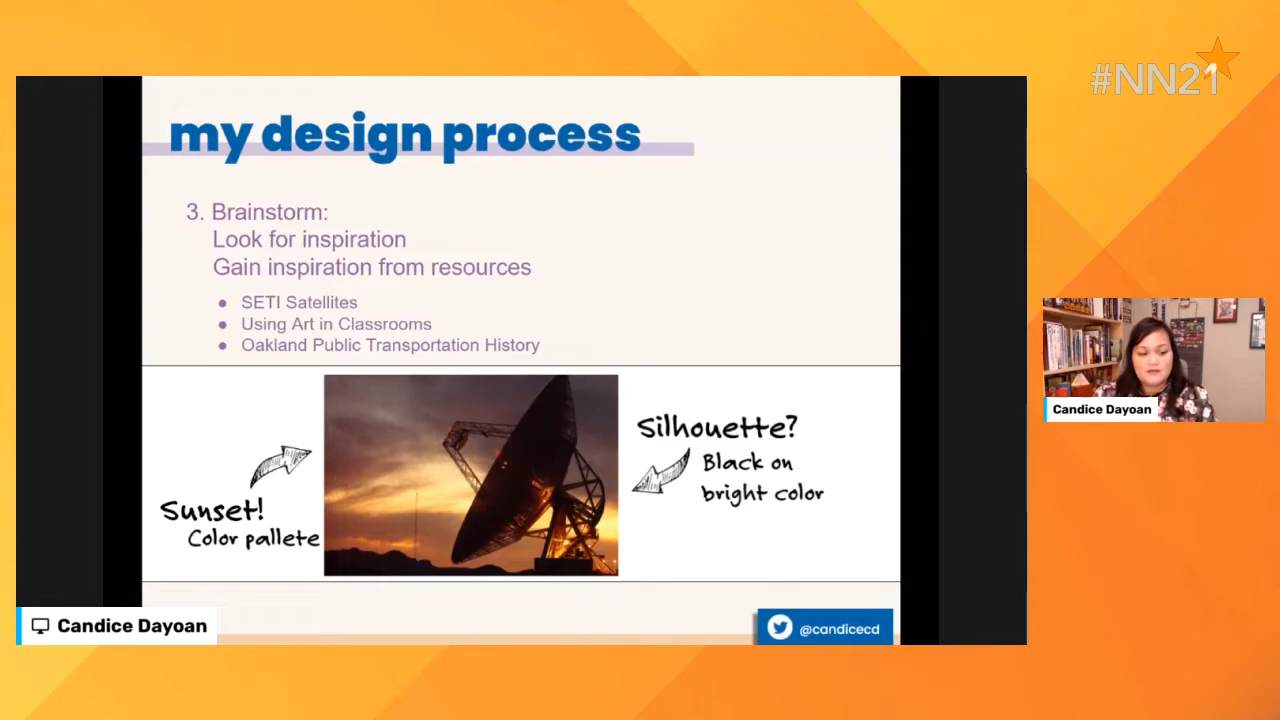 #NN21
my design process
3. Brainstorm:
Look for inspiration
Gain inspiration from resources
● SETI Satellites
● Using Art in Classrooms
● Oakland Public Transportation History
Sunset!
Color pallete
Silhouette?
Black on
bright color
@candicecd
Candice Dayoan
Candice Dayoan